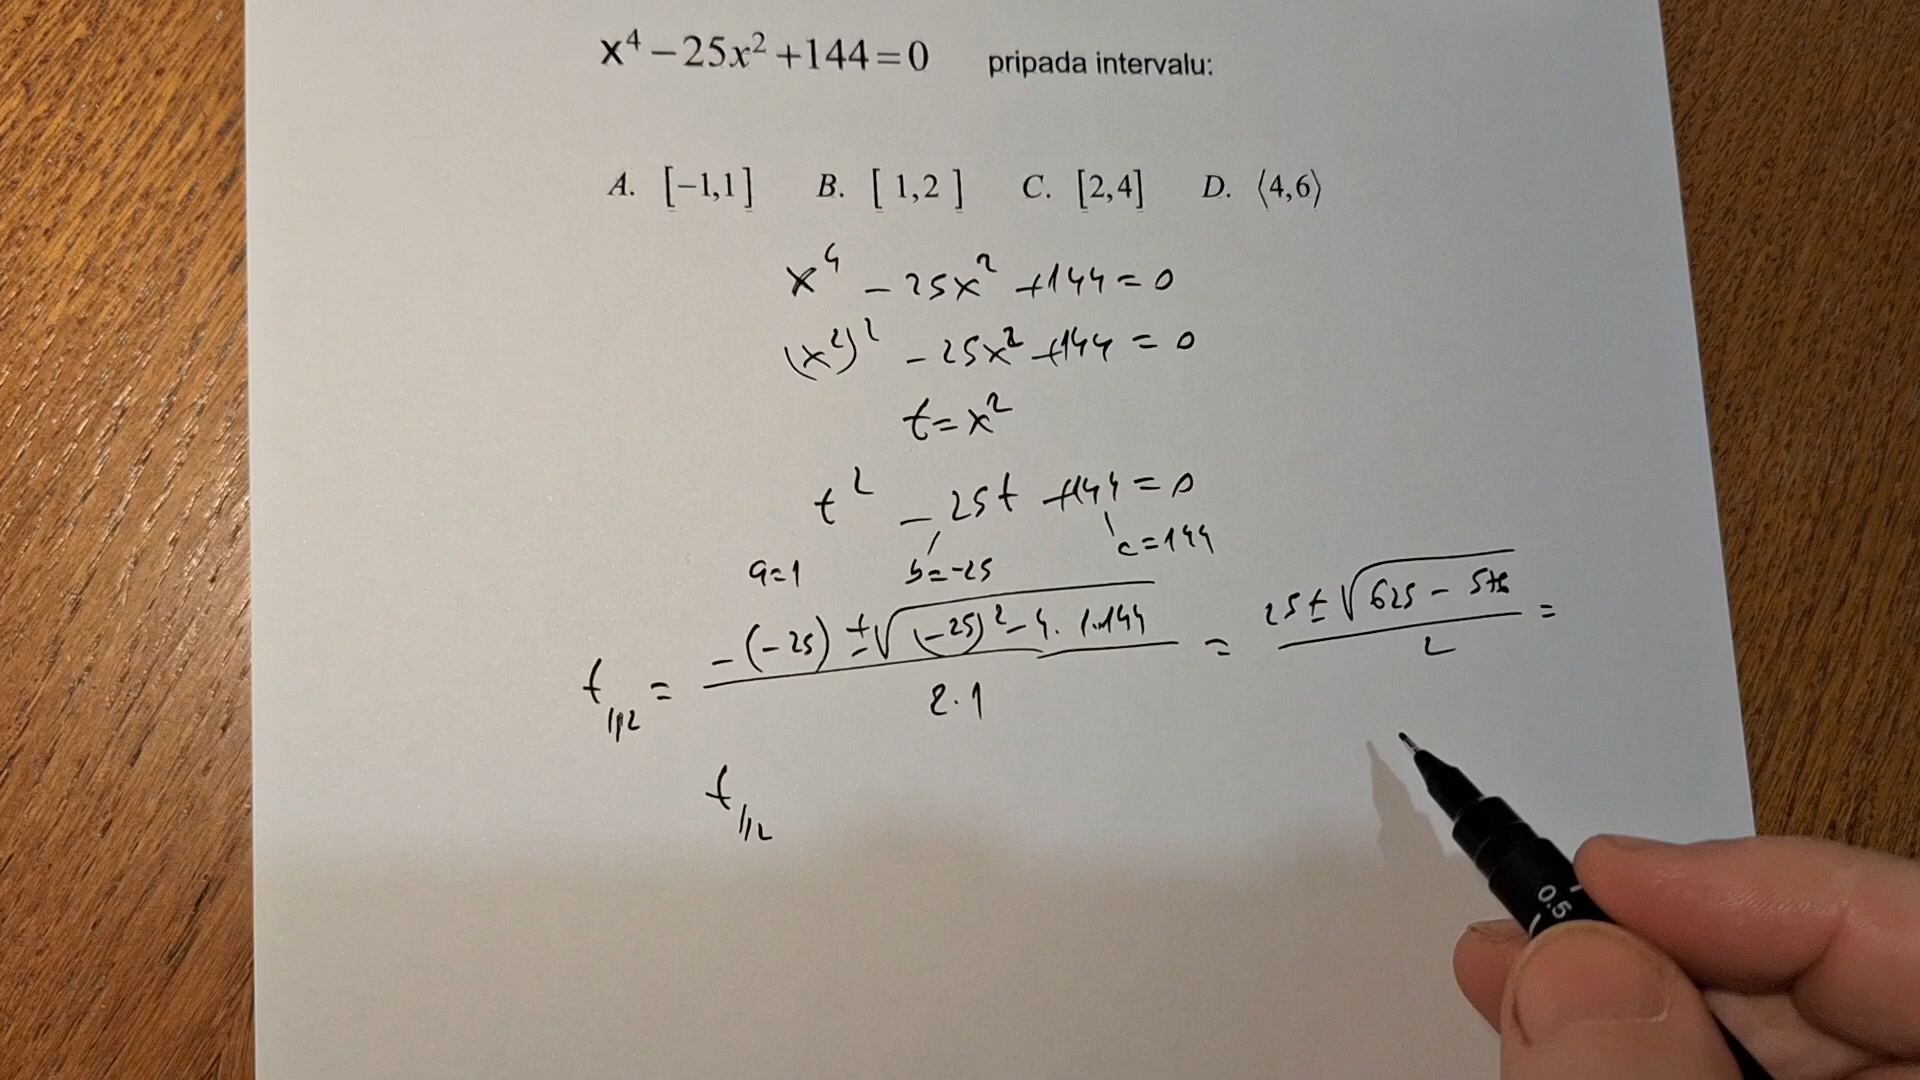 x⁴ − 25x² + 144 = 0 pripada intervalu:
A. [−1,1] B. [1,2] C. [2,4] D. ⟨4,6⟩
x⁴ − 25x² + 144 = 0
(x²)² − 25x² + 144 = 0
t = x²
t² − 25t + 144 = 0
a=1 b=-25 c=144
t₁,₂ = (−(−25) ± √((−25)² − 4·1·144)) / (2·1) = (25 ± √(625 − 576)) / 2 =
t₁,₂
0.5